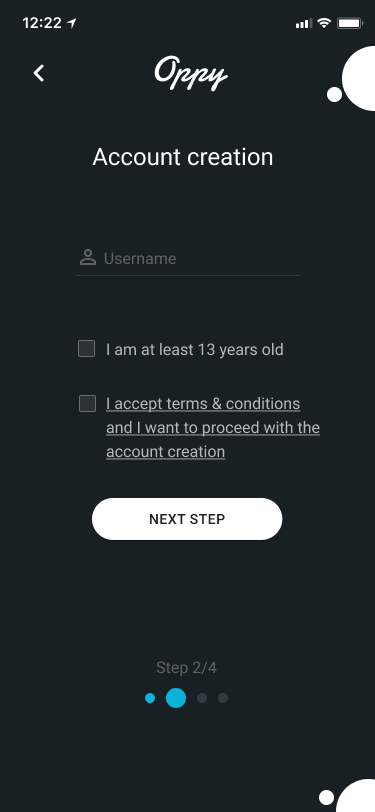 12:22
Oppy
Account creation
Username
I am at least 13 years old
I accept terms & conditions
and I want to proceed with the
account creation
NEXT STEP
Step 2/4